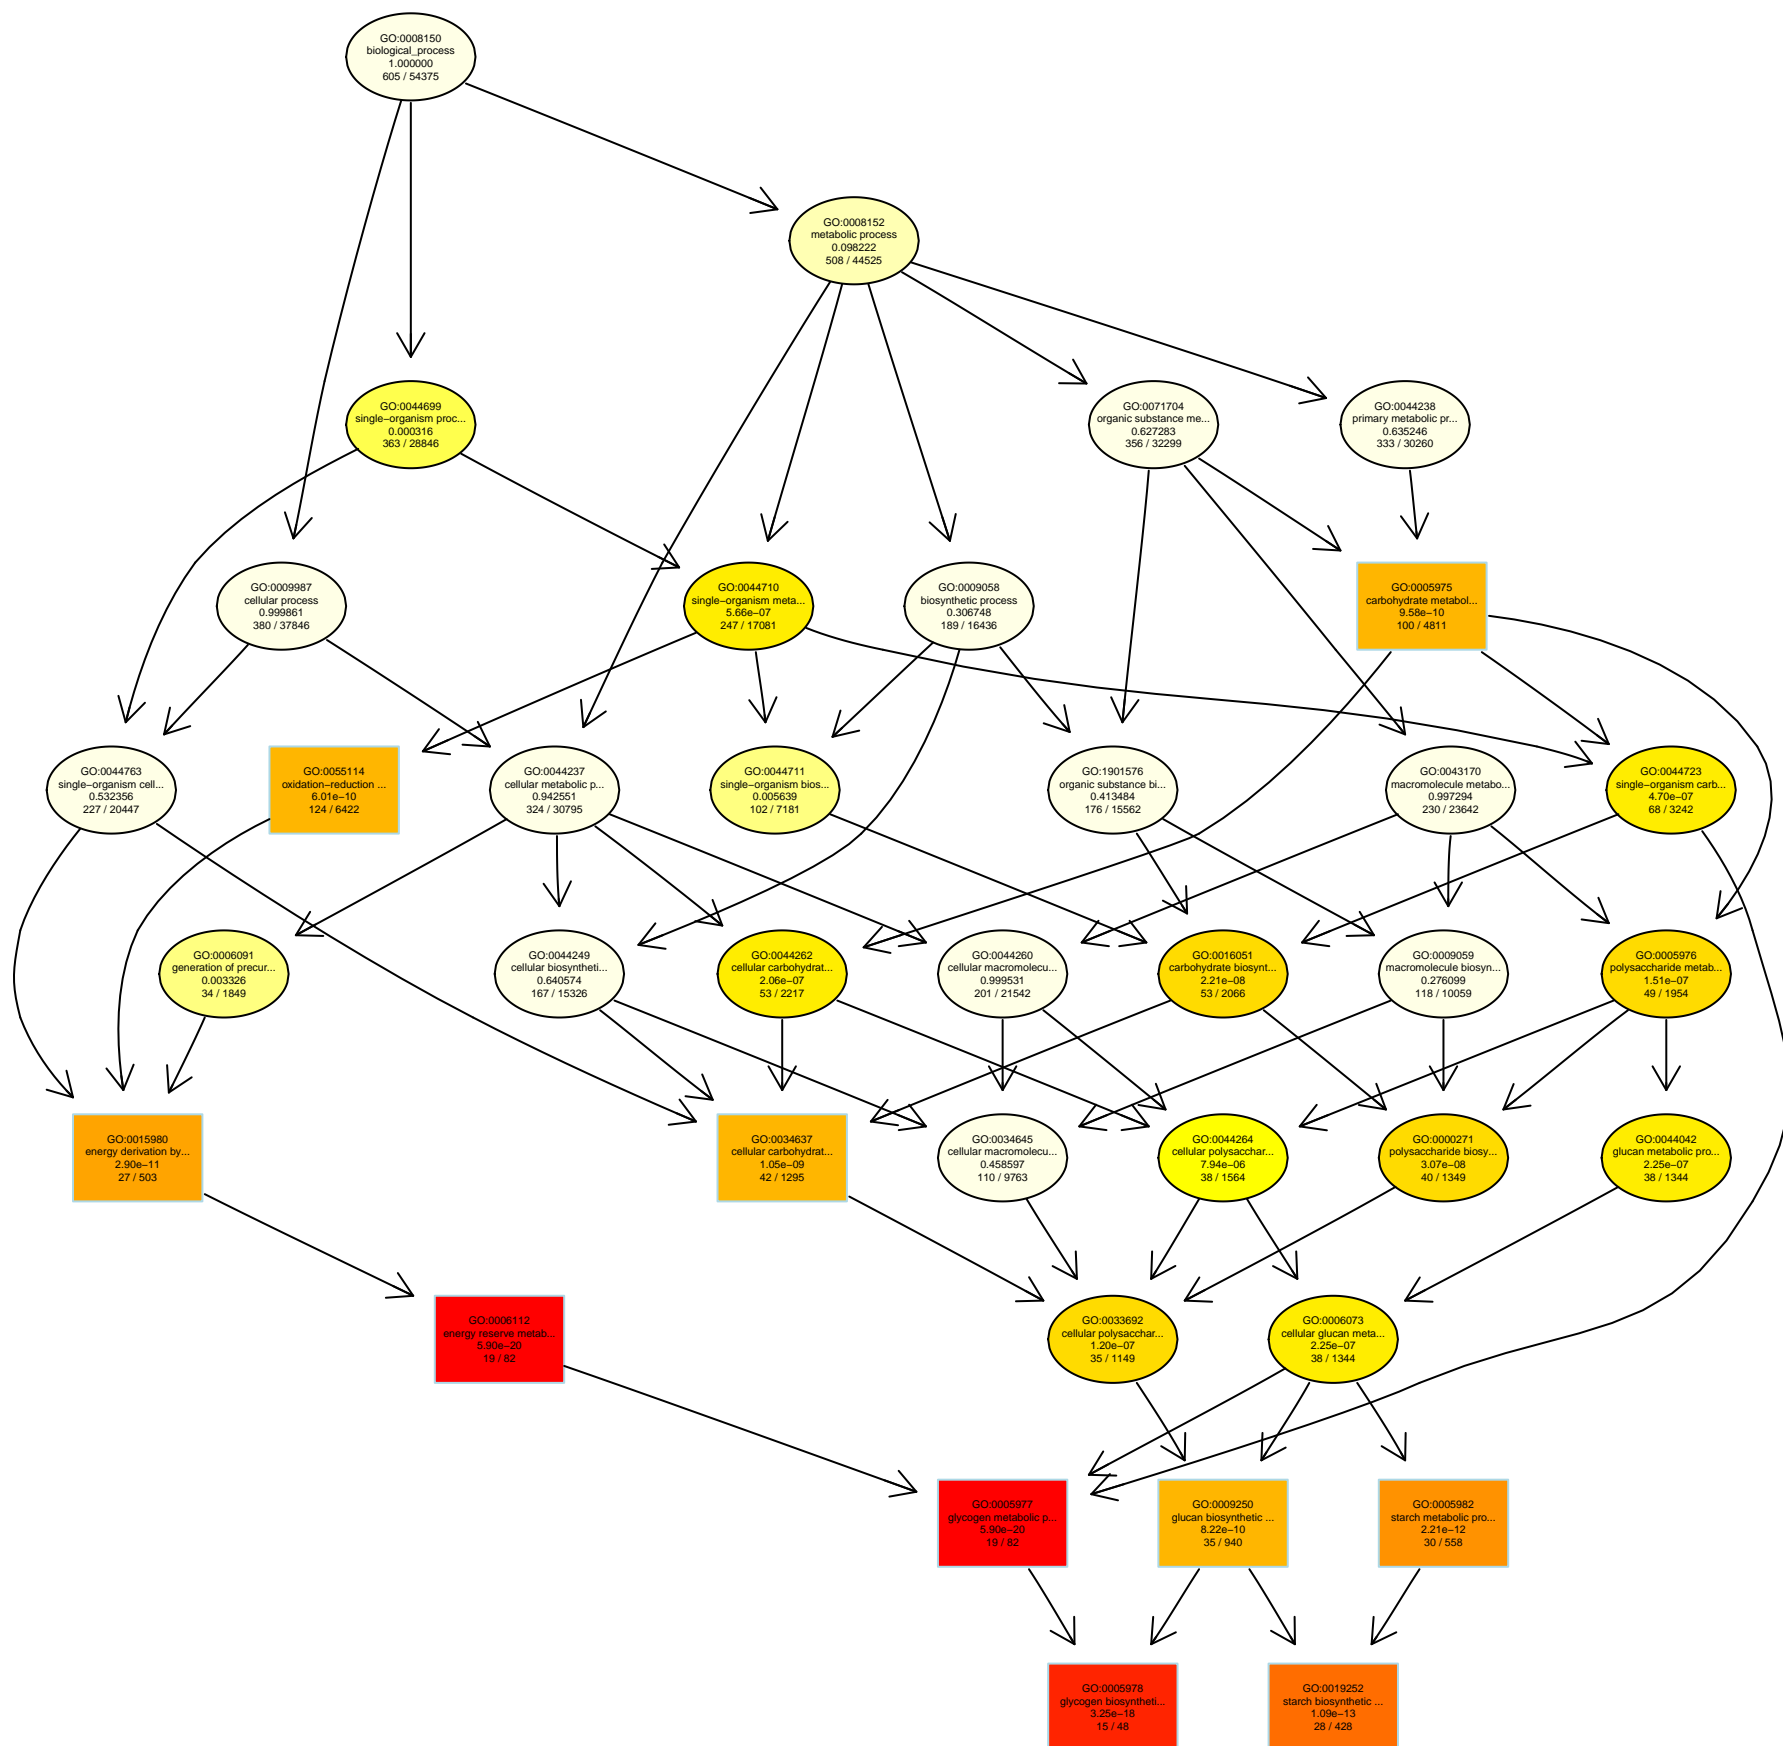 GO:0008150
biological_process
1.000000
605 / 54375
GO:0008152
metabolic process
0.098222
508 / 44525
GO:0044699
single−organism proc...
0.000316
363 / 28846
GO:0071704
organic substance me...
0.627283
356 / 32299
GO:0044238
primary metabolic pr...
0.635246
333 / 30260
GO:0009987
cellular process
0.999861
380 / 37846
GO:0044710
single−organism meta...
5.66e−07
247 / 17081
GO:0009058
biosynthetic process
0.306748
189 / 16436
GO:0005975
carbohydrate metabol...
9.58e−10
100 / 4811
GO:0044763
single−organism cell...
0.532356
227 / 20447
GO:0055114
oxidation−reduction ...
6.01e−10
124 / 6422
GO:0044237
cellular metabolic p...
0.942551
324 / 30795
GO:0044711
single−organism bios...
0.005639
102 / 7181
GO:1901576
organic substance bi...
0.413484
176 / 15562
GO:0043170
macromolecule metabo...
0.997294
230 / 23642
GO:0044723
single−organism carb...
4.70e−07
68 / 3242
GO:0006091
generation of precur...
0.003326
34 / 1849
GO:0044249
cellular biosyntheti...
0.640574
167 / 15326
GO:0044262
cellular carbohydrat...
2.06e−07
53 / 2217
GO:0044260
cellular macromolecu...
0.999531
201 / 21542
GO:0016051
carbohydrate biosynt...
2.21e−08
53 / 2066
GO:0009059
macromolecule biosyn...
0.276099
118 / 10059
GO:0005976
polysaccharide metab...
1.51e−07
49 / 1954
GO:0015980
energy derivation by...
2.90e−11
27 / 503
GO:0034637
cellular carbohydrat...
1.05e−09
42 / 1295
GO:0034645
cellular macromolecu...
0.458597
110 / 9763
GO:0044264
cellular polysacchar...
7.94e−06
38 / 1564
GO:0000271
polysaccharide biosy...
3.07e−08
40 / 1349
GO:0044042
glucan metabolic pro...
2.25e−07
38 / 1344
GO:0006112
energy reserve metab...
5.90e−20
19 / 82
GO:0033692
cellular polysacchar...
1.20e−07
35 / 1149
GO:0006073
cellular glucan meta...
2.25e−07
38 / 1344
GO:0005977
glycogen metabolic p...
5.90e−20
19 / 82
GO:0009250
glucan biosynthetic ...
8.22e−10
35 / 940
GO:0005982
starch metabolic pro...
2.21e−12
30 / 558
GO:0005978
glycogen biosyntheti...
3.25e−18
15 / 48
GO:0019252
starch biosynthetic ...
1.09e−13
28 / 428